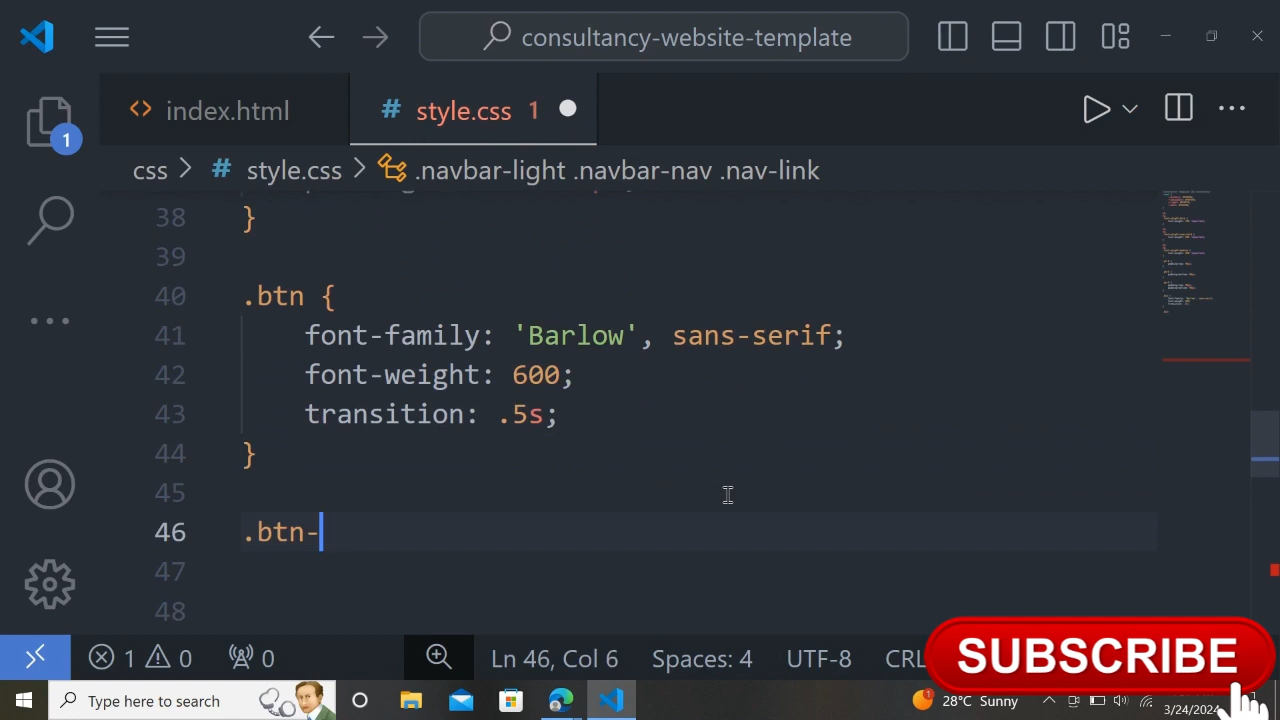 consultancy-website-template
index.html
style.css 1
css > # style.css > .navbar-light .navbar-nav .nav-link
1
38 }
39
40 .btn {
41 font-family: 'Barlow', sans-serif;
42 font-weight: 600;
43 transition: .5s;
44 }
45
46 .btn-
47
48
1 0 0
Ln 46, Col 6
Spaces: 4
UTF-8
SUBSCRIBE
Type here to search
28°C Sunny
3/24/2024